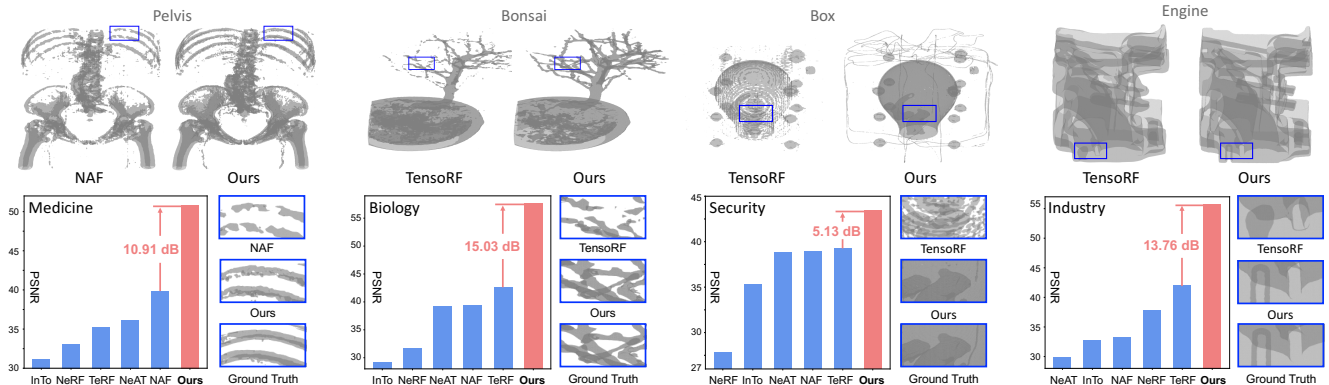 Pelvis
Bonsai
Box
Engine
NAF
Ours
TensoRF
Ours
TensoRF
Ours
TensoRF
Ours
Medicine
50
45
40
35
30
PSNR
10.91 dB
InTo NeRF TeRF NeAT NAF Ours
NAF
Ours
Ground Truth
Biology
55
50
45
40
35
30
PSNR
15.03 dB
InTo NeRF NeAT NAF TeRF Ours
TensoRF
Ours
Ground Truth
Security
45
42
39
36
33
30
27
PSNR
5.13 dB
NeRF InTo NeAT NAF TeRF Ours
TensoRF
Ours
Ground Truth
Industry
55
50
45
40
35
30
PSNR
13.76 dB
NeAT InTo NAF NeRF TeRF Ours
TensoRF
Ours
Ground Truth